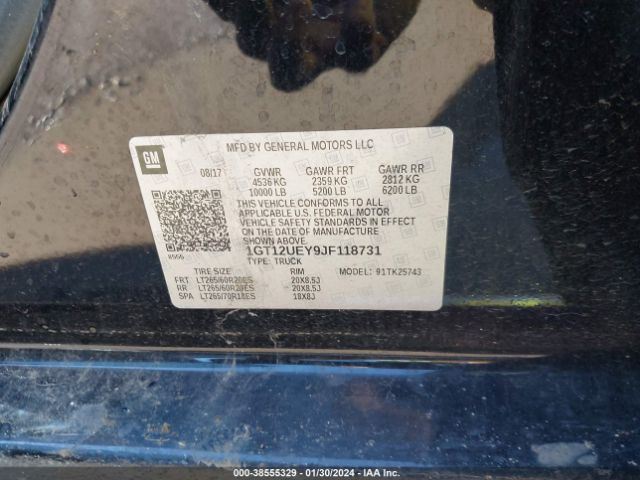 GM
MFD BY GENERAL MOTORS LLC
08/17 GVWR GAWR FRT GAWR RR
4536 KG 2359 KG 2812 KG
10000 LB 5200 LB 6200 LB
THIS VEHICLE CONFORMS TO ALL
APPLICABLE U.S. FEDERAL MOTOR
VEHICLE SAFETY STANDARDS IN EFFECT
ON THE DATE OF MANUFACTURE
SHOWN ABOVE.
1GT12UEY9JF118731
TYPE: TRUCK
TIRE SIZE RIM MODEL: 91TK25743
FRT LT265/60R20ES 20X8.5J
RR LT265/60R20ES 20X8.5J
SPA LT265/70R18ES 18X8J
000-38555329 - 01/30/2024 - IAA Inc.